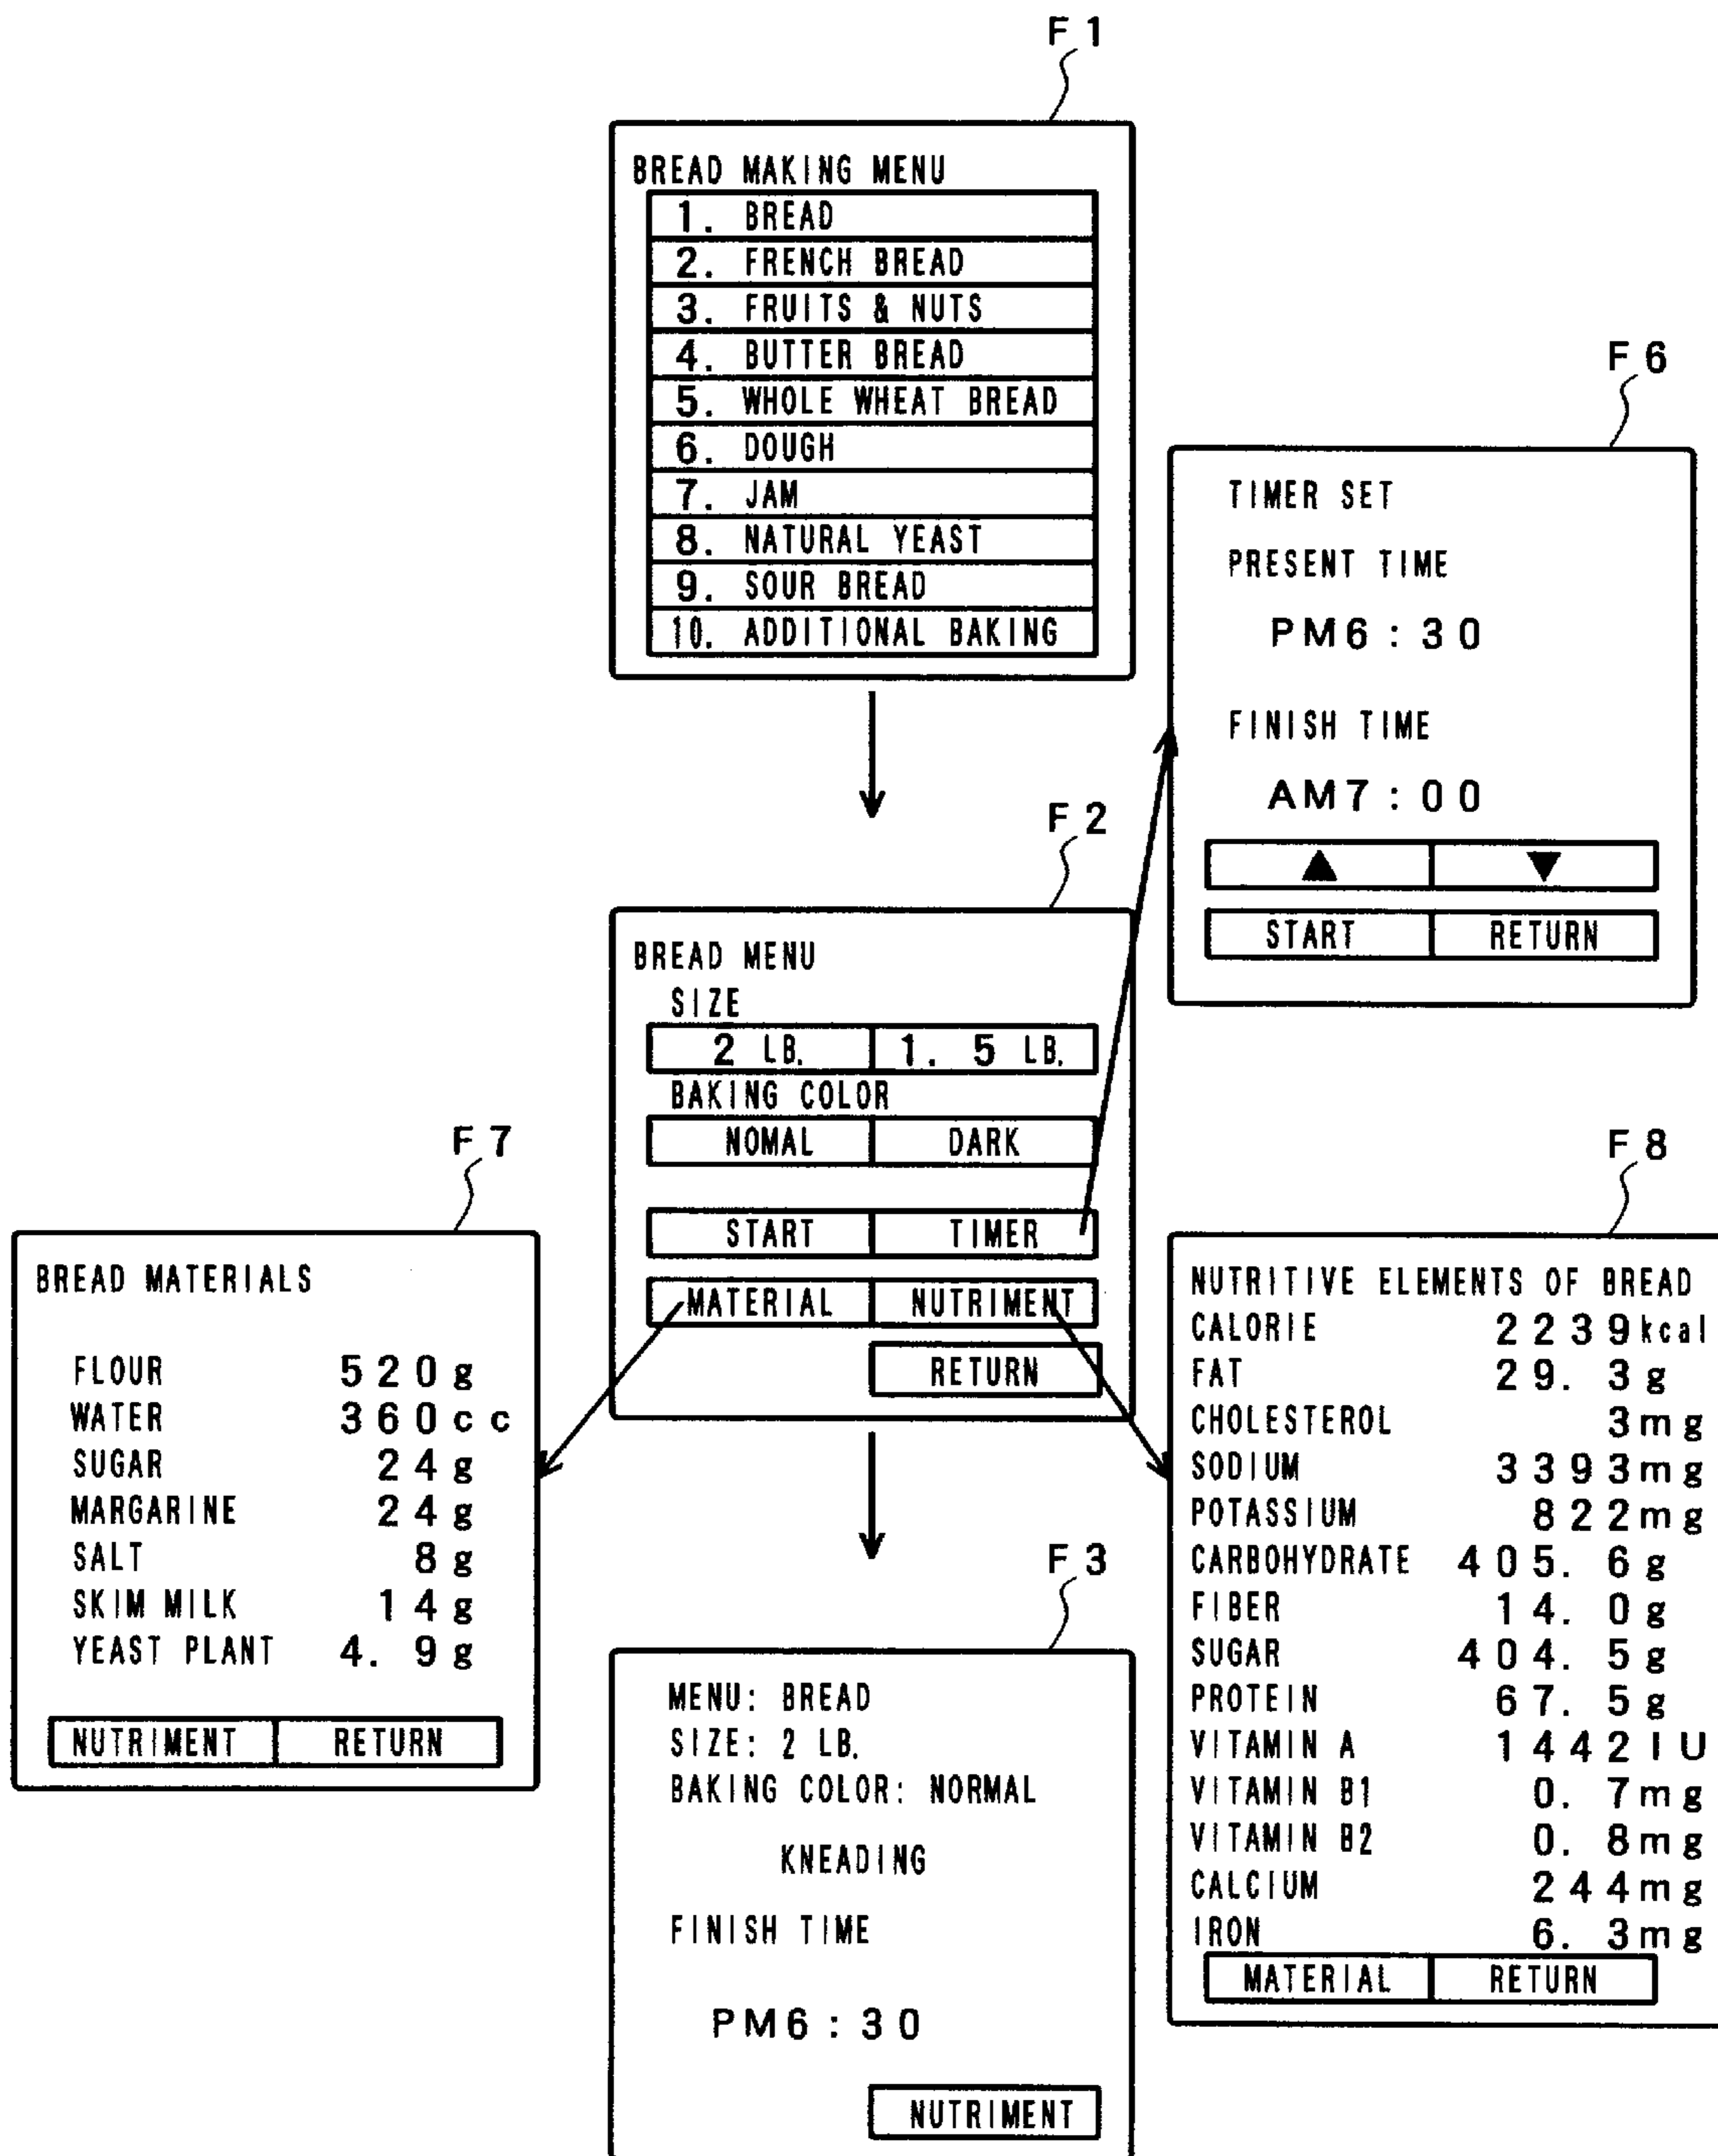 F1
BREAD MAKING MENU
1. BREAD
2. FRENCH BREAD
3. FRUITS & NUTS
4. BUTTER BREAD
5. WHOLE WHEAT BREAD
6. DOUGH
7. JAM
8. NATURAL YEAST
9. SOUR BREAD
10. ADDITIONAL BAKING
F6
TIMER SET
PRESENT TIME
PM6:30
FINISH TIME
AM7:00
▲ ▼
START RETURN
F2
BREAD MENU
SIZE
2 LB. 1.5 LB.
BAKING COLOR
NOMAL DARK
START TIMER
MATERIAL NUTRIMENT
RETURN
F7
BREAD MATERIALS
FLOUR 520g
WATER 360cc
SUGAR 24g
MARGARINE 24g
SALT 8g
SKIM MILK 14g
YEAST PLANT 4.9g
NUTRIMENT RETURN
F8
NUTRITIVE ELEMENTS OF BREAD
CALORIE 2239kcal
FAT 29.3g
CHOLESTEROL 3mg
SODIUM 3393mg
POTASSIUM 822mg
CARBOHYDRATE 405.6g
FIBER 14.0g
SUGAR 404.5g
PROTEIN 67.5g
VITAMIN A 1442IU
VITAMIN B1 0.7mg
VITAMIN B2 0.8mg
CALCIUM 244mg
IRON 6.3mg
MATERIAL RETURN
F3
MENU: BREAD
SIZE: 2 LB.
BAKING COLOR: NORMAL
KNEADING
FINISH TIME
PM6:30
NUTRIMENT